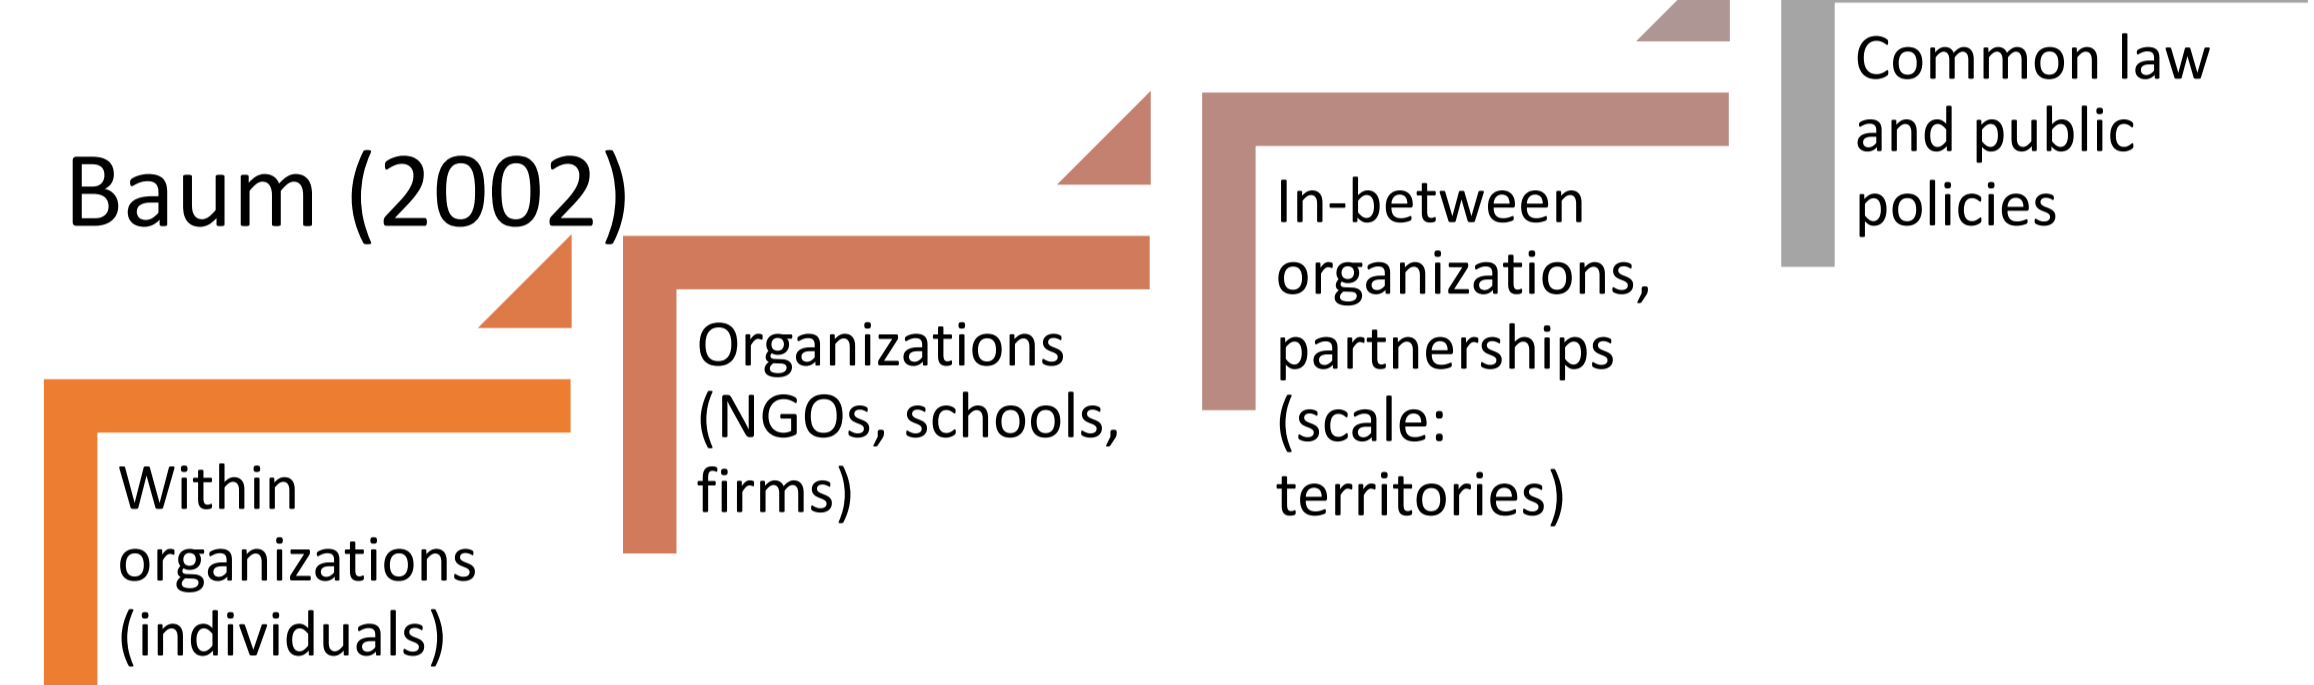 Baum (2002)
Within
organizations
(individuals)
Organizations
(NGOs, schools,
firms)
In-between
organizations,
partnerships
(scale:
territories)
Common law
and public
policies